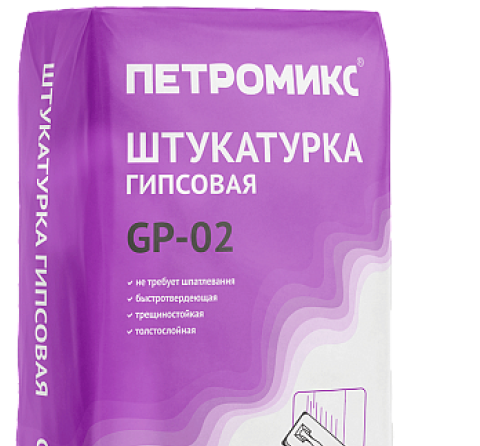 ПЕТРОМИКС®
ШТУКАТУРКА
ГИПСОВАЯ
GP-02
не требует шпатлевания
быстротвердеющая
трещиностойкая
толстослойная
ШТУКАТУРКА ГИПСОВАЯ